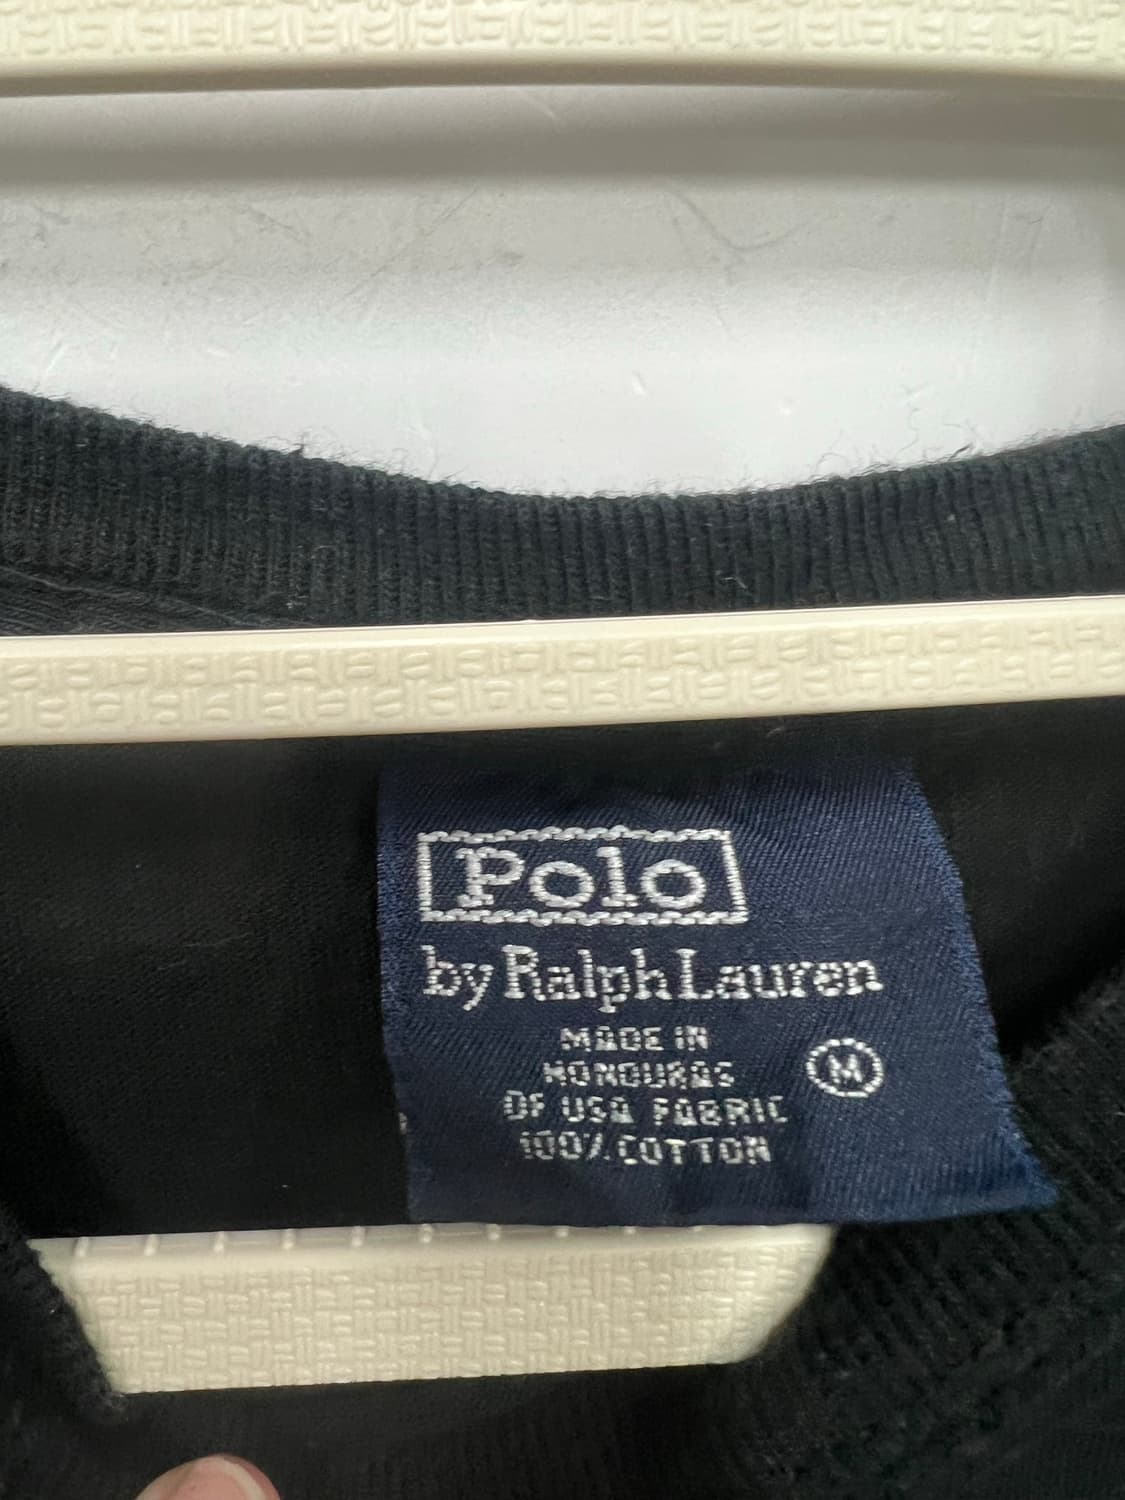 Polo
by Ralph Lauren
MADE IN
HONDURAS
OF USA FABRIC
100% COTTON
M